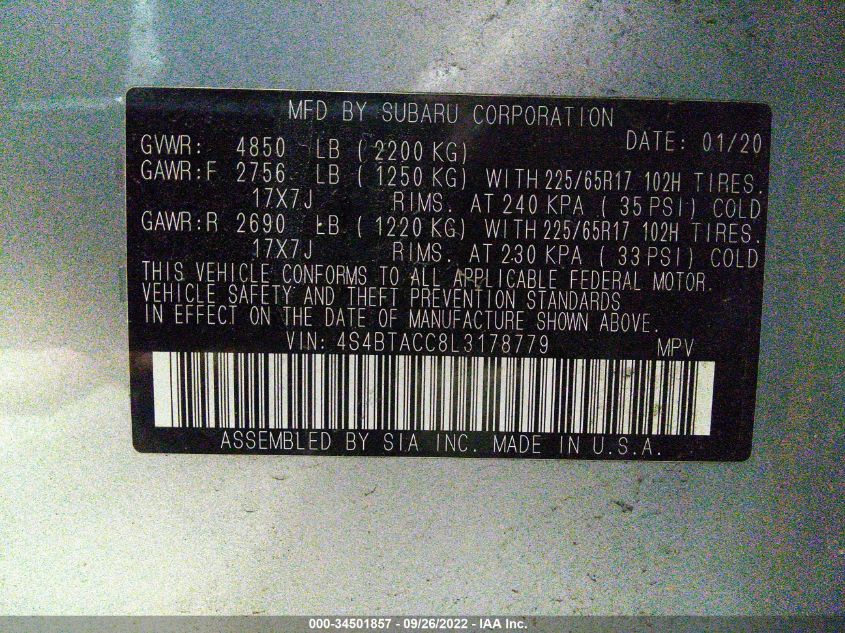 MFD BY SUBARU CORPORATION
DATE: 01/20
GVWR: 4850 LB ( 2200 KG)
GAWR: F 2756 LB ( 1250 KG) WITH 225/65R17 102H TIRES.
17X7J RIMS. AT 240 KPA ( 35 PSI) COLD
GAWR: R 2690 LB ( 1220 KG) WITH 225/65R17 102H TIRES.
17X7J RIMS. AT 230 KPA ( 33 PSI) COLD
THIS VEHICLE CONFORMS TO ALL APPLICABLE FEDERAL MOTOR.
VEHICLE SAFETY AND THEFT PREVENTION STANDARDS
IN EFFECT ON THE DATE OF MANUFACTURE SHOWN ABOVE.
VIN: 4S4BTACC8L3178779 MPV
ASSEMBLED BY SIA INC. MADE IN U.S.A.
000-34501857 - 09/26/2022 - IAA Inc.